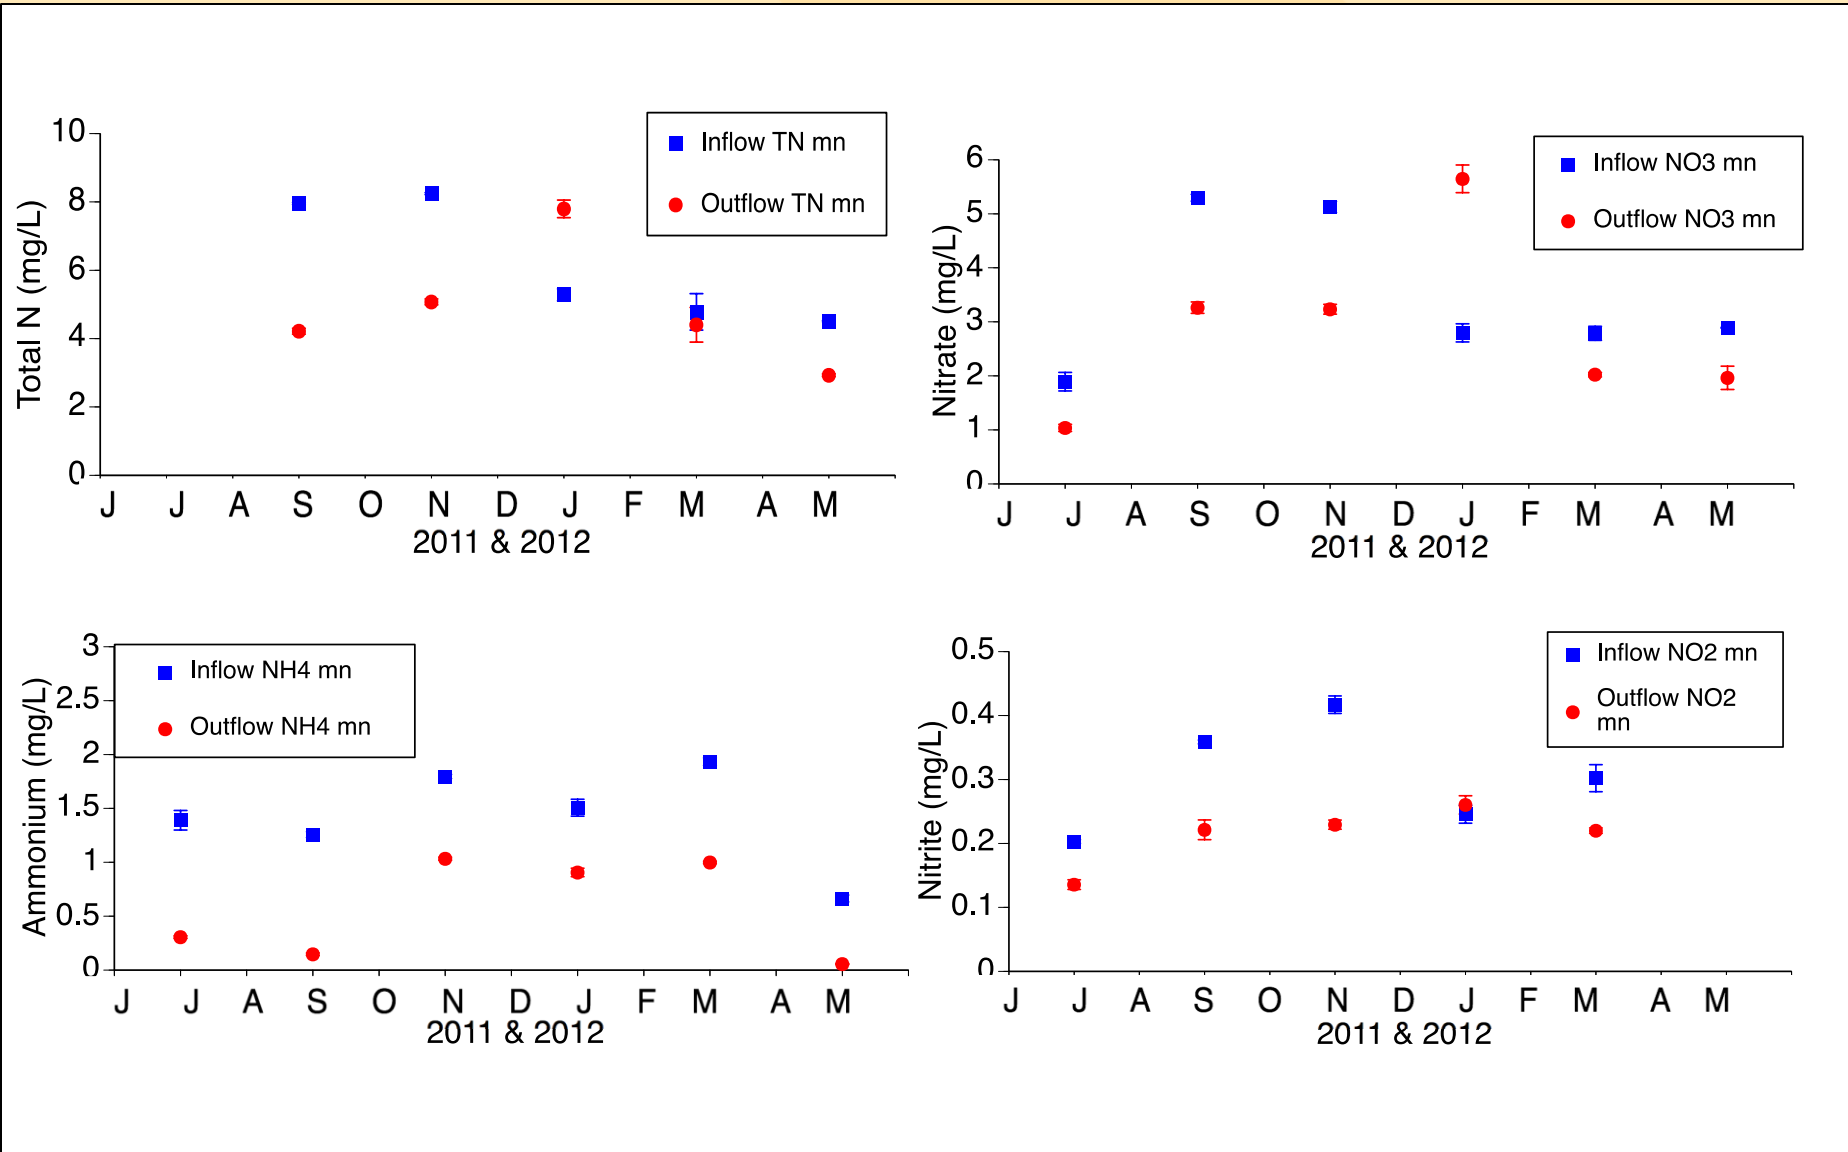 10
8
6
4
2
0
Total N (mg/L)
Inflow TN mn
Outflow TN mn
J J A S O N D J F M A M
2011 & 2012
6
5
4
3
2
1
0
Nitrate (mg/L)
Inflow NO3 mn
Outflow NO3 mn
J J A S O N D J F M A M
2011 & 2012
3
2.5
2
1.5
1
0.5
0
Ammonium (mg/L)
Inflow NH4 mn
Outflow NH4 mn
J J A S O N D J F M A M
2011 & 2012
0.5
0.4
0.3
0.2
0.1
0
Nitrite (mg/L)
Inflow NO2 mn
Outflow NO2
mn
J J A S O N D J F M A M
2011 & 2012